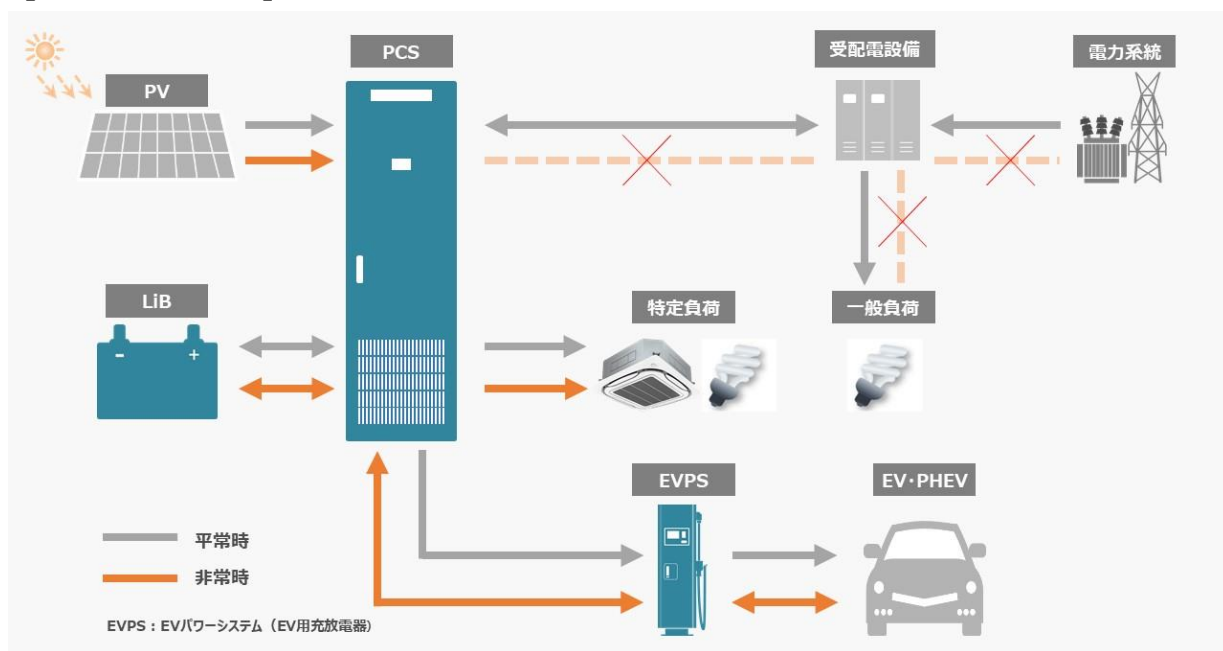 PCS
受配電設備
電力系統
PV
LiB
- +
特定負荷
一般負荷
EVPS
EV・PHEV
平常時
非常時
EVPS：EVパワーシステム（EV用充放電器）